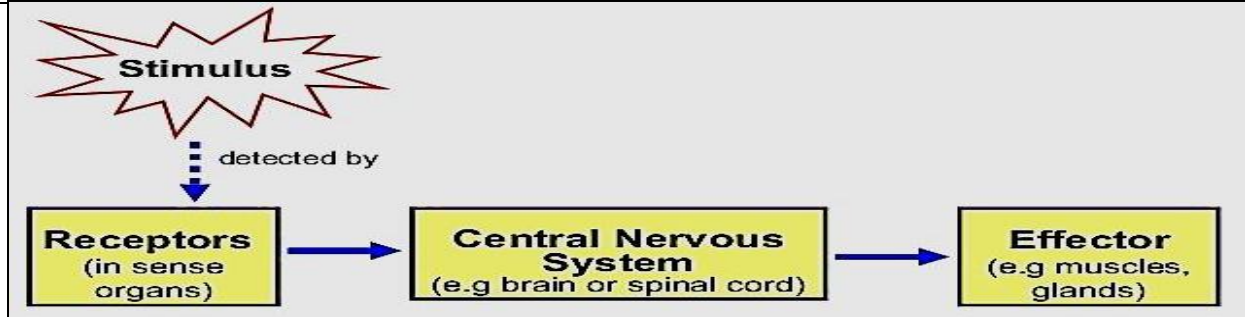 Stimulus
detected by
Receptors
(in sense
organs)
Central Nervous
System
(e.g brain or spinal cord)
Effector
(e.g muscles,
glands)